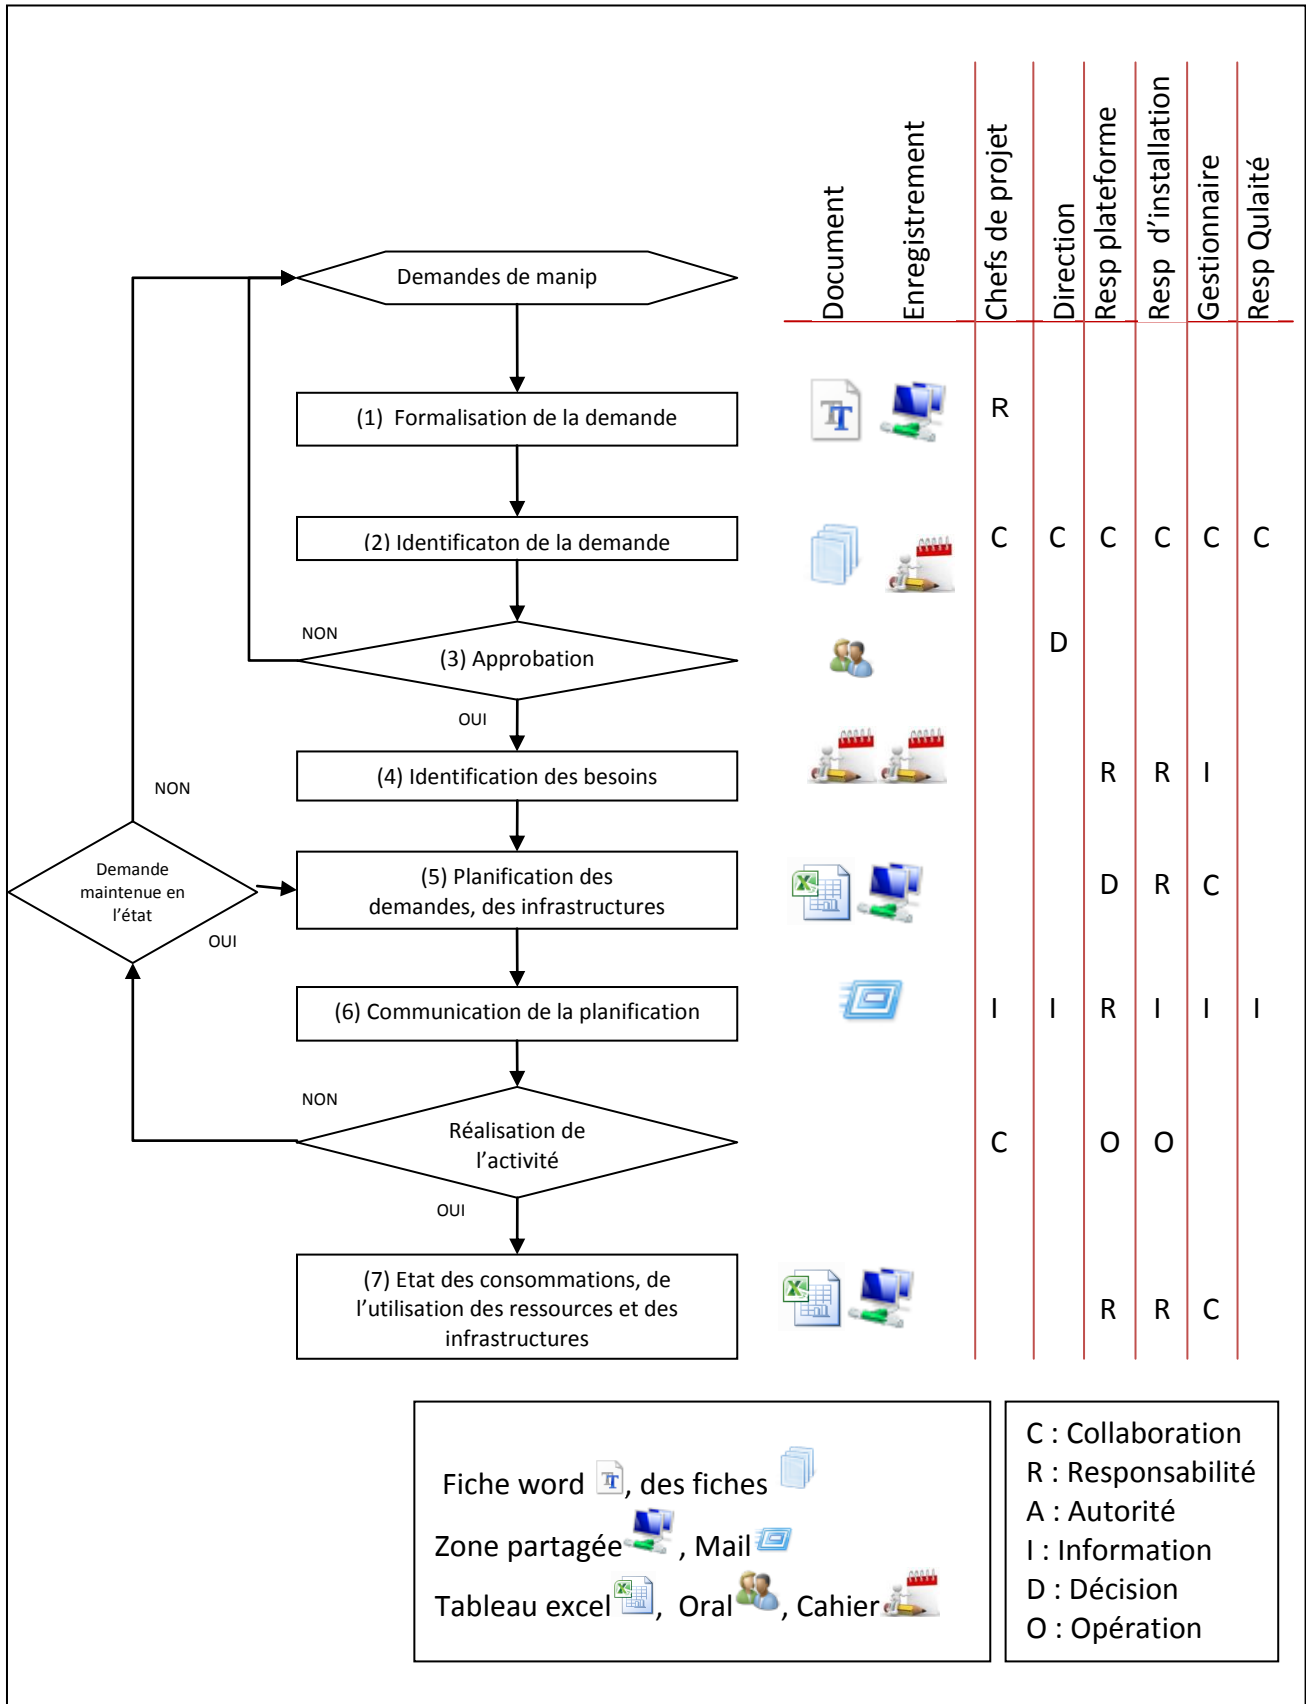 Document
Enregistrement
Chefs de projet
Direction
Resp plateforme
Resp d’installation
Gestionnaire
Resp Qulaité
Demandes de manip
(1) Formalisation de la demande
R
(2) Identificaton de la demande
C C C C C C
NON
(3) Approbation
D
OUI
(4) Identification des besoins
R R I
NON
Demande
maintenue en
l’état
OUI
(5) Planification des
demandes, des infrastructures
D R C
(6) Communication de la planification
I I R I I I
NON
Réalisation de
l’activité
C O O
OUI
(7) Etat des consommations, de
l’utilisation des ressources et des
infrastructures
R R C
Fiche word , des fiches
Zone partagée , Mail
Tableau excel , Oral , Cahier
C : Collaboration
R : Responsabilité
A : Autorité
I : Information
D : Décision
O : Opération